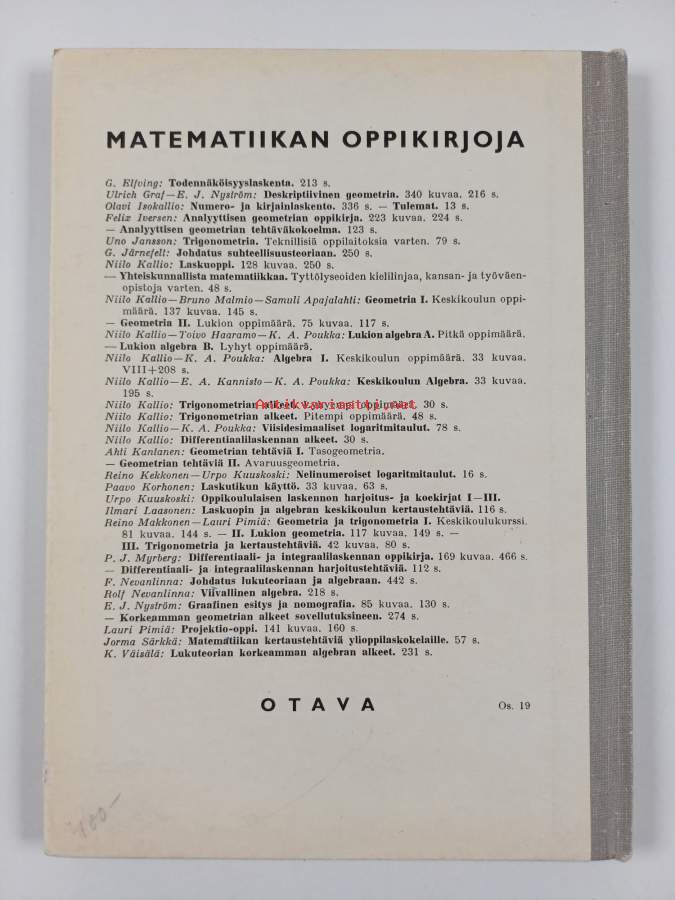 MATEMATIIKAN OPPIKIRJOJA
G. Elfving: Todennäköisyyslaskenta. 213 s.
Ulrich Graf—E. J. Nyström: Deskriptiivinen geometria. 340 kuvaa. 216 s.
Olavi Isokallio: Numero- ja kirjainlaskento. 336 s. — Tulemat. 13 s.
Felix Iversen: Analyyttisen geometrian oppikirja. 223 kuvaa. 224 s.
— Analyyttisen geometrian tehtäväkokoelma. 123 s.
Uno Jansson: Trigonometria. Teknillisiä oppilaitoksia varten. 79 s.
G. Järnefelt: Johdatus suhteellisuusteoriaan. 250 s.
Niilo Kallio: Laskuoppi. 128 kuvaa. 250 s.
— Yhteiskunnallista matematiikkaa. Tyttölyseoiden kielilinjaa, kansan- ja työväen-
opistoja varten. 48 s.
Niilo Kallio—Bruno Malmio—Samuli Apajalahti: Geometria I. Keskikoulun oppi-
määrä. 137 kuvaa. 145 s.
— Geometria II. Lukion oppimäärä. 75 kuvaa. 117 s.
Niilo Kallio—Toivo Haaramo—K. A. Poukka: Lukion algebra A. Pitkä oppimäärä.
— Lukion algebra B. Lyhyt oppimäärä.
Niilo Kallio—K. A. Poukka: Algebra I. Keskikoulun oppimäärä. 33 kuvaa.
VIII+208 s.
Niilo Kallio—E. A. Kannisto—K. A. Poukka: Keskikoulun Algebra. 33 kuvaa.
195 s.
Niilo Kallio: Trigonometrian alkeet. Lyhyempi oppimäärä. 30 s.
Antikvariaatti.net
Niilo Kallio: Trigonometrian alkeet. Pitempi oppimäärä. 48 s.
Niilo Kallio—K. A. Poukka: Viisidesimaaliset logaritmitaulut. 78 s.
Niilo Kallio: Differentiaalilaskennan alkeet. 30 s.
Ahti Kantanen: Geometrian tehtäviä I. Tasogeometria.
— Geometrian tehtäviä II. Avaruusgeometria.
Reino Kekkonen—Urpo Kuuskoski: Nelinumeroiset logaritmitaulut. 16 s.
Paavo Korhonen: Laskutikun käyttö. 33 kuvaa. 63 s.
Urpo Kuuskoski: Oppikoululaisen laskennon harjoitus- ja koekirjat I—III.
Ilmari Laasonen: Laskuopin ja algebran keskikoulun kertaustehtäviä. 116 s.
Reino Makkonen—Lauri Pimiä: Geometria ja trigonometria I. Keskikoulukurssi.
81 kuvaa. 144 s. — II. Lukion geometria. 117 kuvaa. 149 s. —
III. Trigonometria ja kertaustehtäviä. 42 kuvaa. 80 s.
P. J. Myrberg: Differentiaali- ja integraalilaskennan oppikirja. 169 kuvaa. 466 s.
— Differentiaali- ja integraalilaskennan harjoitustehtäviä. 112 s.
F. Nevanlinna: Johdatus lukuteoriaan ja algebraan. 442 s.
Rolf Nevanlinna: Viivallinen algebra. 218 s.
E. J. Nyström: Graafinen esitys ja nomografia. 85 kuvaa. 130 s.
— Korkeamman geometrian alkeet sovellutuksineen. 274 s.
Lauri Pimiä: Projektio-oppi. 141 kuvaa. 160 s.
Jorma Särkkä: Matematiikan kertaustehtäviä ylioppilaskokelaille. 57 s.
K. Väisälä: Lukuteorian korkeamman algebran alkeet. 231 s.
OTAVA
Os. 19